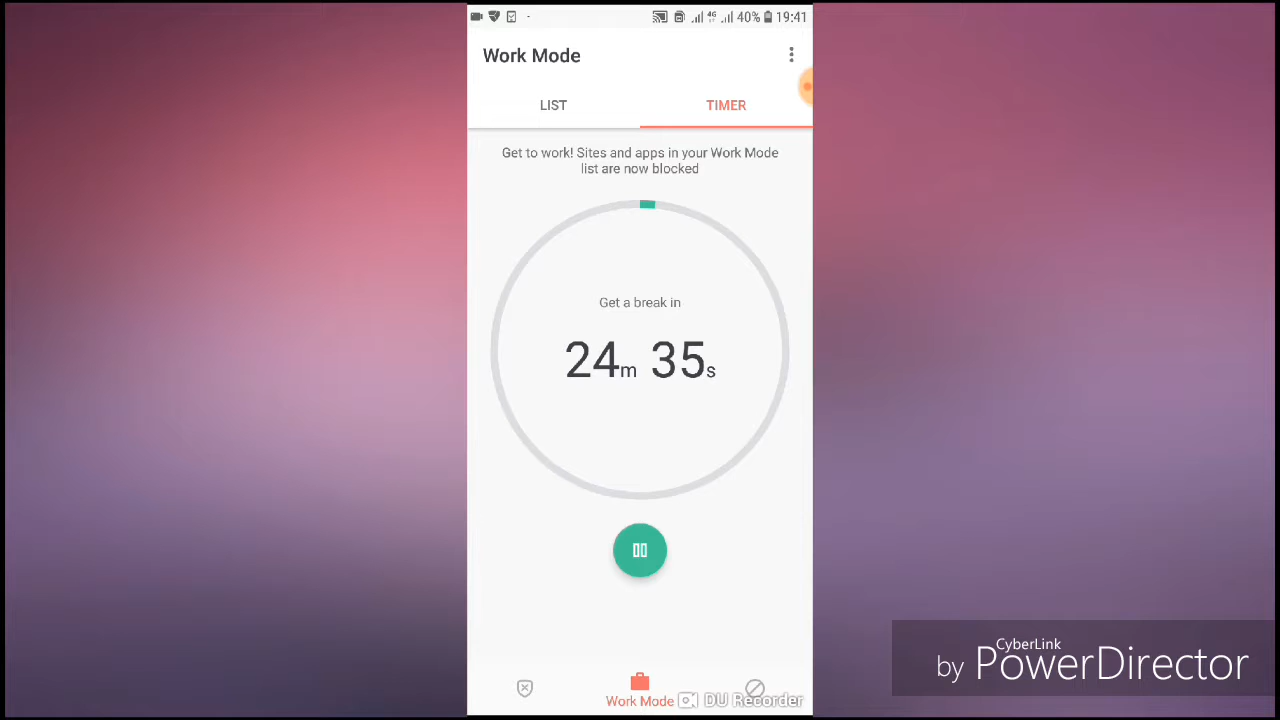 4G 40% 19:41
Work Mode
LIST
TIMER
Get to work! Sites and apps in your Work Mode
list are now blocked
Get a break in
24m 35s
Work Mode
DU Recorder
CyberLink
by PowerDirector